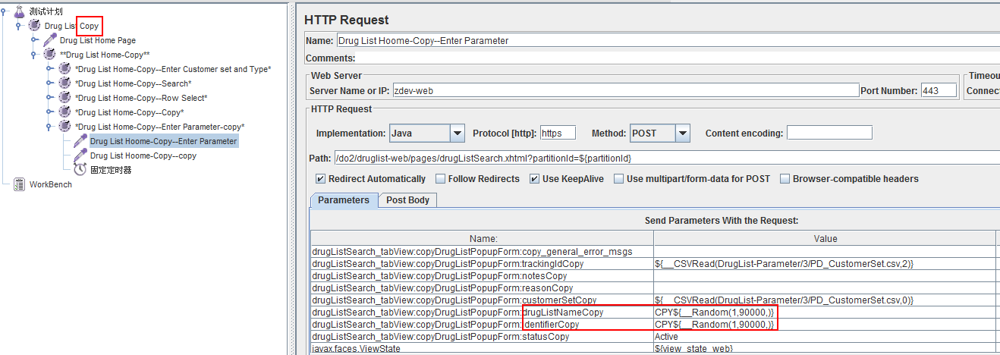 测试计划
Drug List Copy
Drug List Home Page
**Drug List Home-Copy**
*Drug List Home-Copy--Enter Customer set and Type*
*Drug List Home-Copy--Search*
*Drug List Home-Copy--Row Select*
*Drug List Home-Copy--Copy*
*Drug List Home-Copy--Enter Parameter-copy*
Drug List Hoome-Copy--Enter Parameter
Drug List Hoome-Copy--copy
固定定时器
WorkBench
HTTP Request
Name: Drug List Hoome-Copy--Enter Parameter
Comments:
Web Server
Timeou
Server Name or IP: zdev-web Port Number: 443
Connec
HTTP Request
Implementation: Java Protocol [http]: https Method: POST Content encoding:
Path: /do2/druglist-web/pages/drugListSearch.xhtml?partitionId=${partitionId}
Redirect Automatically Follow Redirects Use KeepAlive Use multipart/form-data for POST Browser-compatible headers
Parameters Post Body
Send Parameters With the Request:
Name: Value
drugListSearch_tabView:copyDrugListPopupForm:copy_general_error_msgs
drugListSearch_tabView:copyDrugListPopupForm:trackingIdCopy ${__CSVRead(DrugList-Parameter/3/PD_CustomerSet.csv,2)}
drugListSearch_tabView:copyDrugListPopupForm:notesCopy
drugListSearch_tabView:copyDrugListPopupForm:reasonCopy
drugListSearch_tabView:copyDrugListPopupForm:customerSetCopy ${__CSVRead(DrugList-Parameter/3/PD_CustomerSet.csv,0)}
drugListSearch_tabView:copyDrugListPopupForm:drugListNameCopy CPY${__Random(1,90000,)}
drugListSearch_tabView:copyDrugListPopupForm:identifierCopy CPY${__Random(1,90000,)}
drugListSearch_tabView:copyDrugListPopupForm:statusCopy Active
javax.faces.ViewState ${view_state_web}